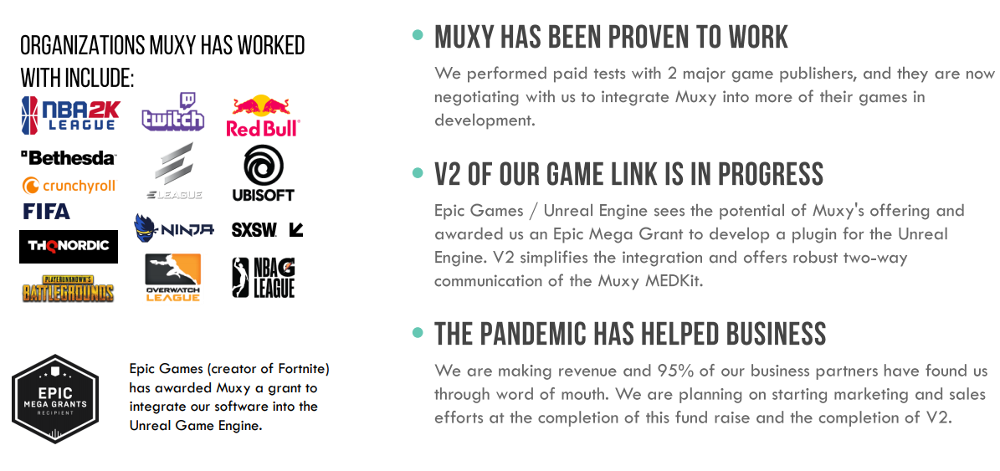 ORGANIZATIONS MUXY HAS WORKED
WITH INCLUDE:
NBA2K
LEAGUE
twitch
Red Bull
Bethesda
ELEAGUE
UBISOFT
crunchyroll
FIFA
NINJA
SXSW
THQNORDIC
PLAYERUNKNOWN'S
BATTLEGROUNDS
OVERWATCH
LEAGUE
NBAG
LEAGUE
EPIC
MEGA GRANTS
RECIPIENT
Epic Games (creator of Fortnite)
has awarded Muxy a grant to
integrate our software into the
Unreal Game Engine.
MUXY HAS BEEN PROVEN TO WORK
We performed paid tests with 2 major game publishers, and they are now
negotiating with us to integrate Muxy into more of their games in
development.
V2 OF OUR GAME LINK IS IN PROGRESS
Epic Games / Unreal Engine sees the potential of Muxy's offering and
awarded us an Epic Mega Grant to develop a plugin for the Unreal
Engine. V2 simplifies the integration and offers robust two-way
communication of the Muxy MEDKit.
THE PANDEMIC HAS HELPED BUSINESS
We are making revenue and 95% of our business partners have found us
through word of mouth. We are planning on starting marketing and sales
efforts at the completion of this fund raise and the completion of V2.